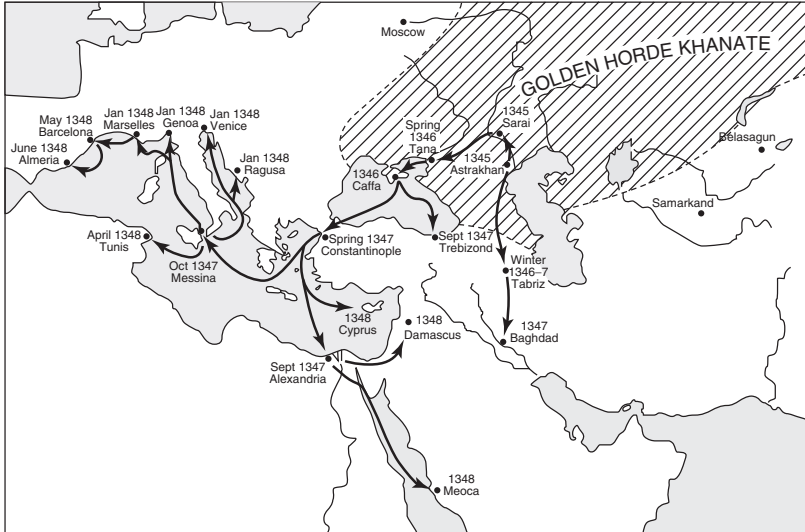 Moscow
GOLDEN HORDE KHANATE
May 1348
Barcelona
Jan 1348
Marselles
Jan 1348
Genoa
Jan 1348
Venice
June 1348
Almeria
Jan 1348
Ragusa
Spring
1346
Tana
1345
Sarai
1345
Astrakhan
Belasagun
1346
Caffa
Samarkand
April 1348
Tunis
Oct 1347
Messina
Spring 1347
Constantinople
Sept 1347
Trebizond
Winter
1346–7
Tabriz
1348
Cyprus
1348
Damascus
1347
Baghdad
Sept 1347
Alexandria
1348
Meoca